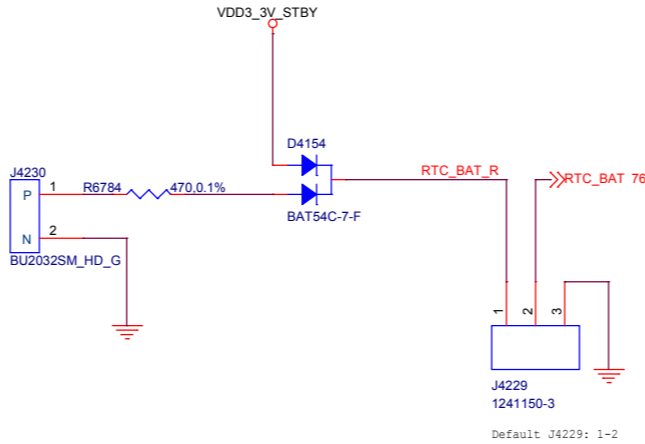 VDD3_3V_STBY
D4154
J4230
P
1
R6784
470,0.1%
RTC_BAT_R
RTC_BAT 76
BAT54C-7-F
N
2
BU2032SM_HD_G
1
2
3
J4229
1241150-3
Default J4229: 1-2